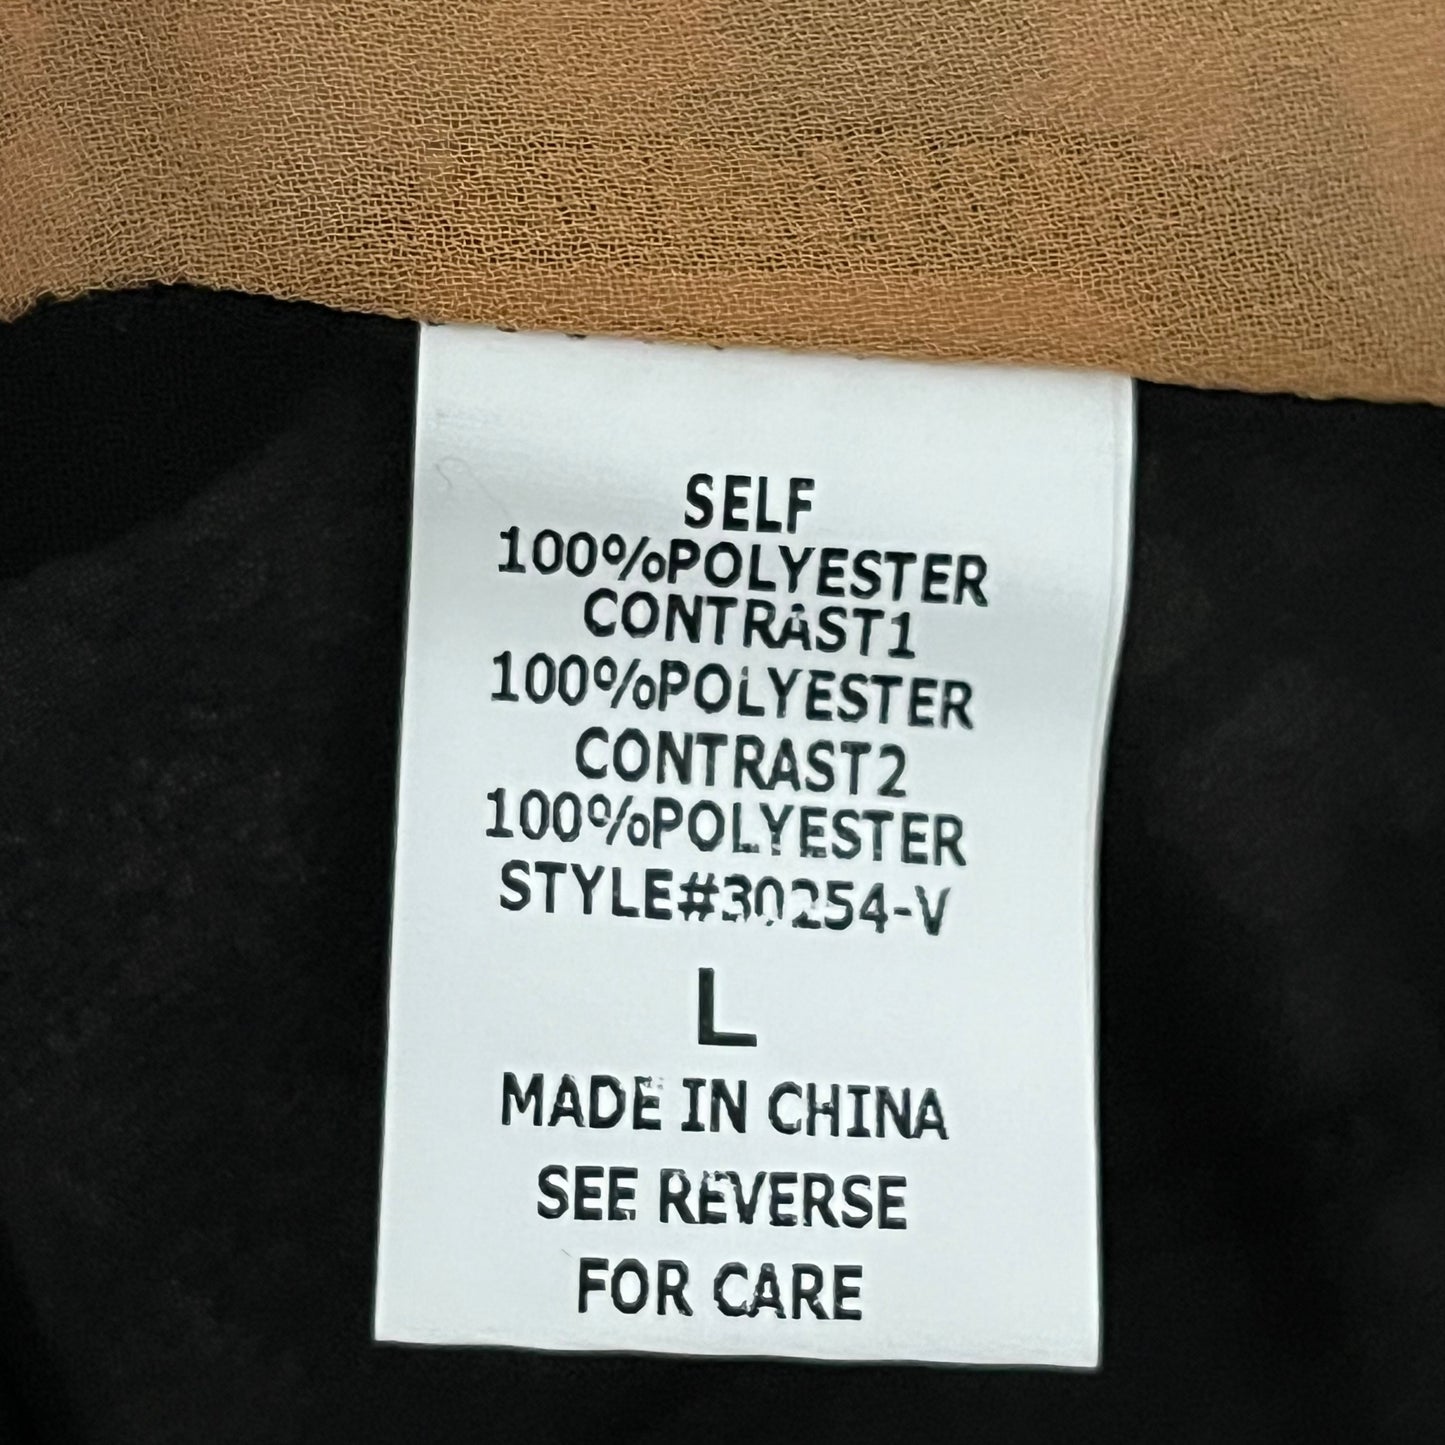 SELF
100%POLYESTER
CONTRAST1
100%POLYESTER
CONTRAST2
100%POLYESTER
STYLE#30254-V
L
MADE IN CHINA
SEE REVERSE
FOR CARE